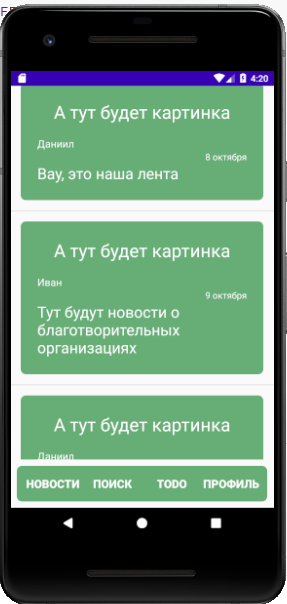 4:20
А тут будет картинка
Даниил
8 октября
Вау, это наша лента
А тут будет картинка
Иван
9 октября
Тут будут новости о
благотворительных
организациях
А тут будет картинка
Даниил
НОВОСТИ ПОИСК TODO ПРОФИЛЬ